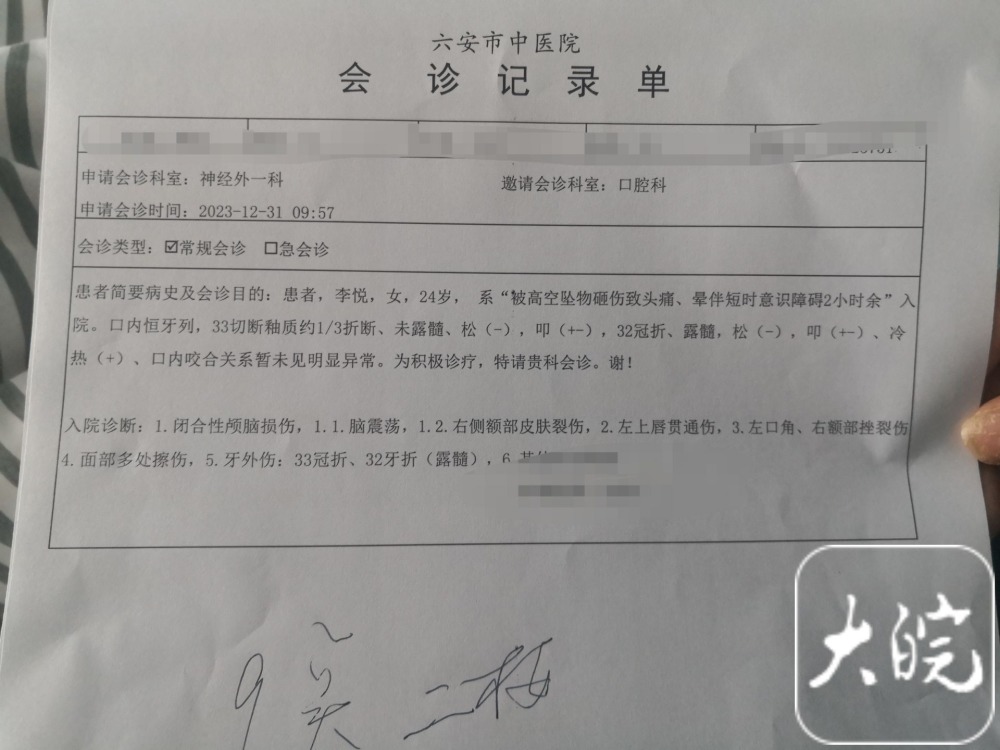 六安市中医院
会诊记录单
申请会诊科室：神经外一科 邀请会诊科室：口腔科
申请会诊时间：2023-12-31 09:57
会诊类型：☑常规会诊 ☐急会诊
患者简要病史及会诊目的：患者，李悦，女，24岁， 系“被高空坠物砸伤致头痛、晕伴短时意识障碍2小时余”入
院。口内恒牙列，33切断釉质约1/3折断、未露髓、松（-），叩（+-），32冠折、露髓，松（-），叩（+-）、冷
热（+）、口内咬合关系暂未见明显异常。为积极诊疗，特请贵科会诊。谢！
入院诊断：1.闭合性颅脑损伤，1.1.脑震荡，1.2.右侧额部皮肤裂伤，2.左上唇贯通伤，3.左口角、右额部挫裂伤
4.面部多处擦伤，5.牙外伤：33冠折、32牙折（露髓），6
大皖